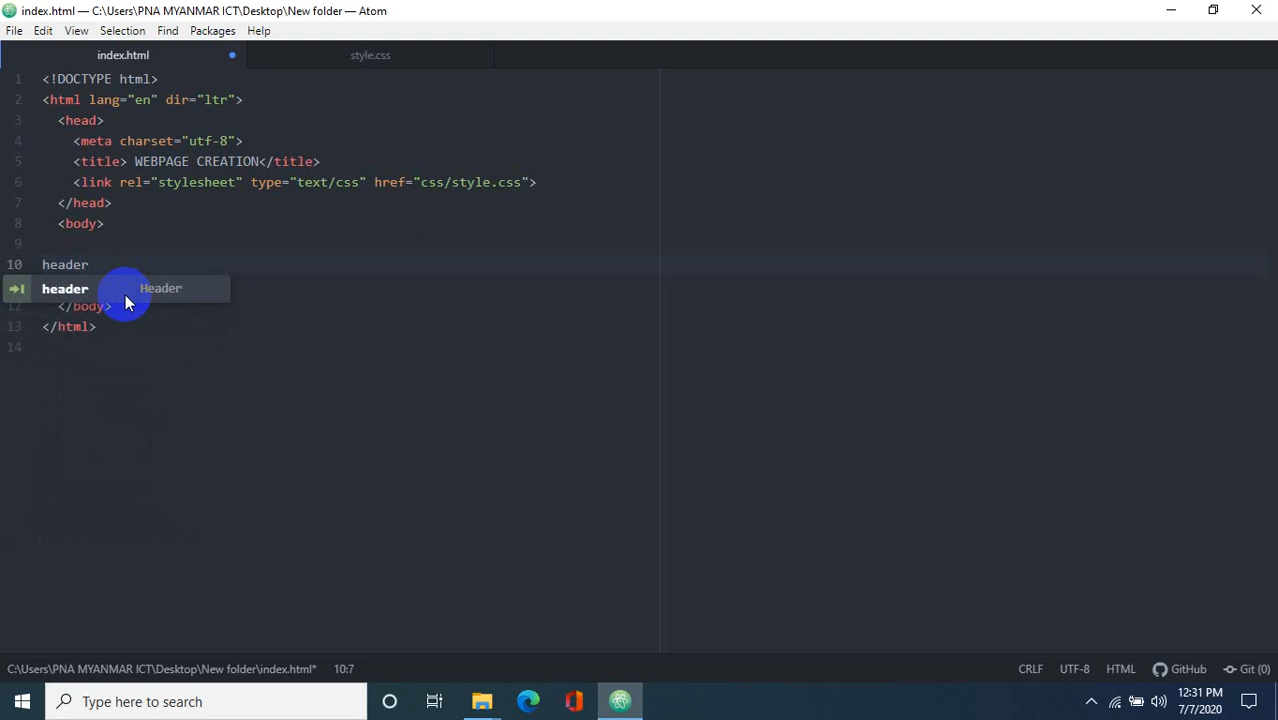 index.html — C:\Users\PNA MYANMAR ICT\Desktop\New folder — Atom
File Edit View Selection Find Packages Help
index.html style.css
1 <!DOCTYPE html>
2 <html lang="en" dir="ltr">
3 <head>
4 <meta charset="utf-8">
5 <title> WEBPAGE CREATION</title>
6 <link rel="stylesheet" type="text/css" href="css/style.css">
7 </head>
8 <body>
9
10 header
header Header
12 </body>
13 </html>
14
C:\Users\PNA MYANMAR ICT\Desktop\New folder\index.html* 10:7 CRLF UTF-8 HTML GitHub Git (0)
Type here to search
12:31 PM
7/7/2020